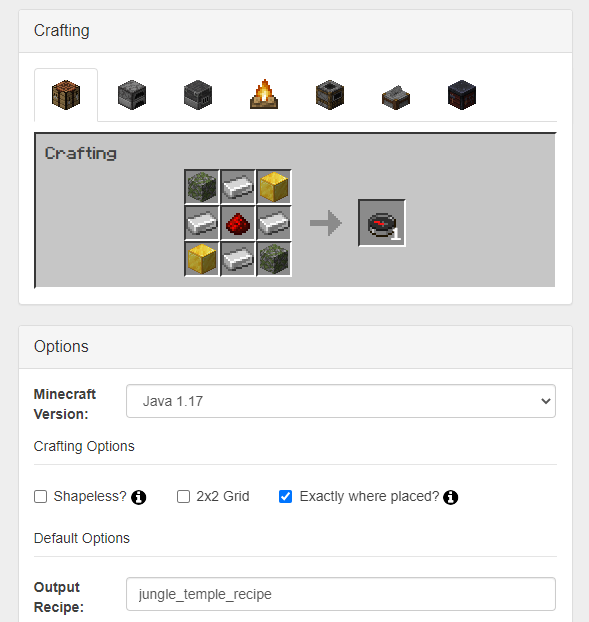 Crafting
Crafting
1
Options
Minecraft
Version:
Java 1.17
Crafting Options
Shapeless?
2x2 Grid
Exactly where placed?
Default Options
Output
Recipe:
jungle_temple_recipe